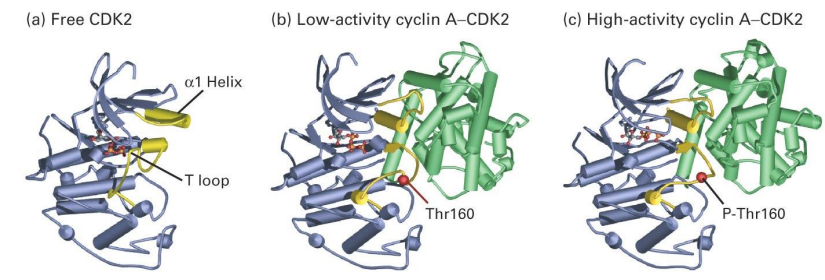 (a) Free CDK2
(b) Low-activity cyclin A–CDK2
(c) High-activity cyclin A–CDK2
α1 Helix
T loop
Thr160
P-Thr160